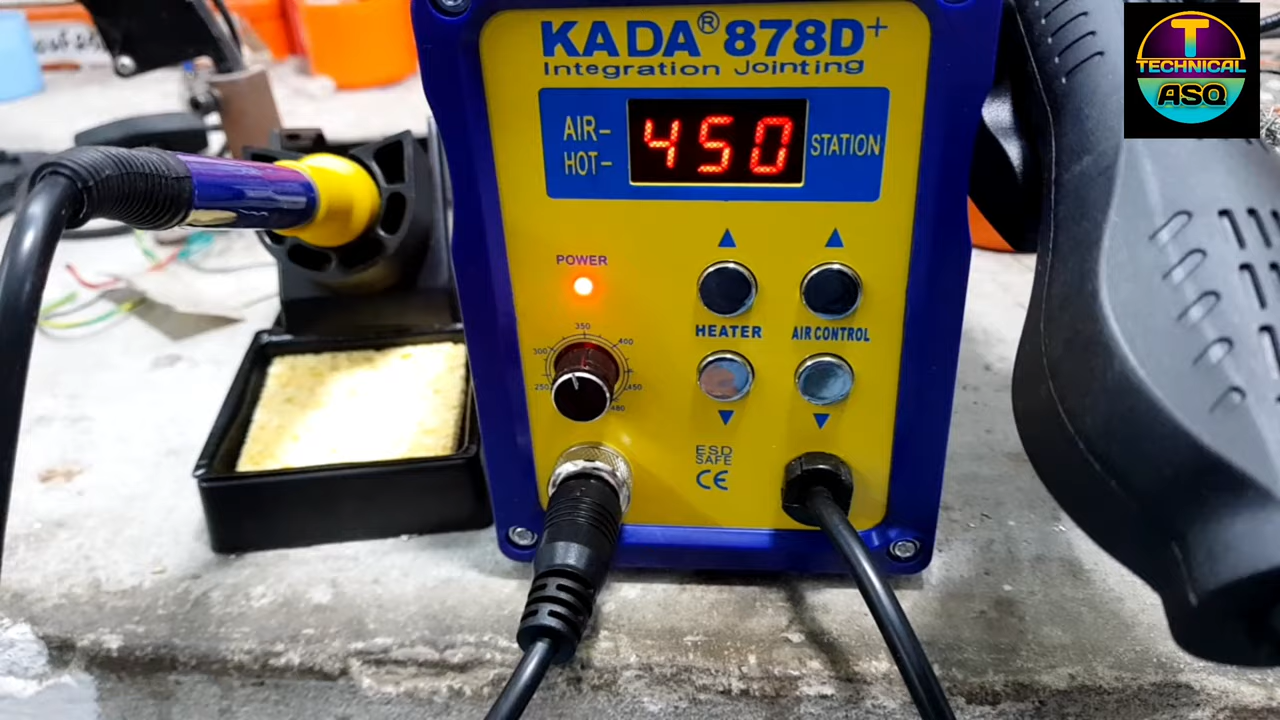 KADA® 878D+
Integration Jointing
AIR-
HOT-
450
STATION
POWER
HEATER
AIR CONTROL
250
300
350
400
450
480
ESD
SAFE
CE
T
TECHNICAL
ASQ